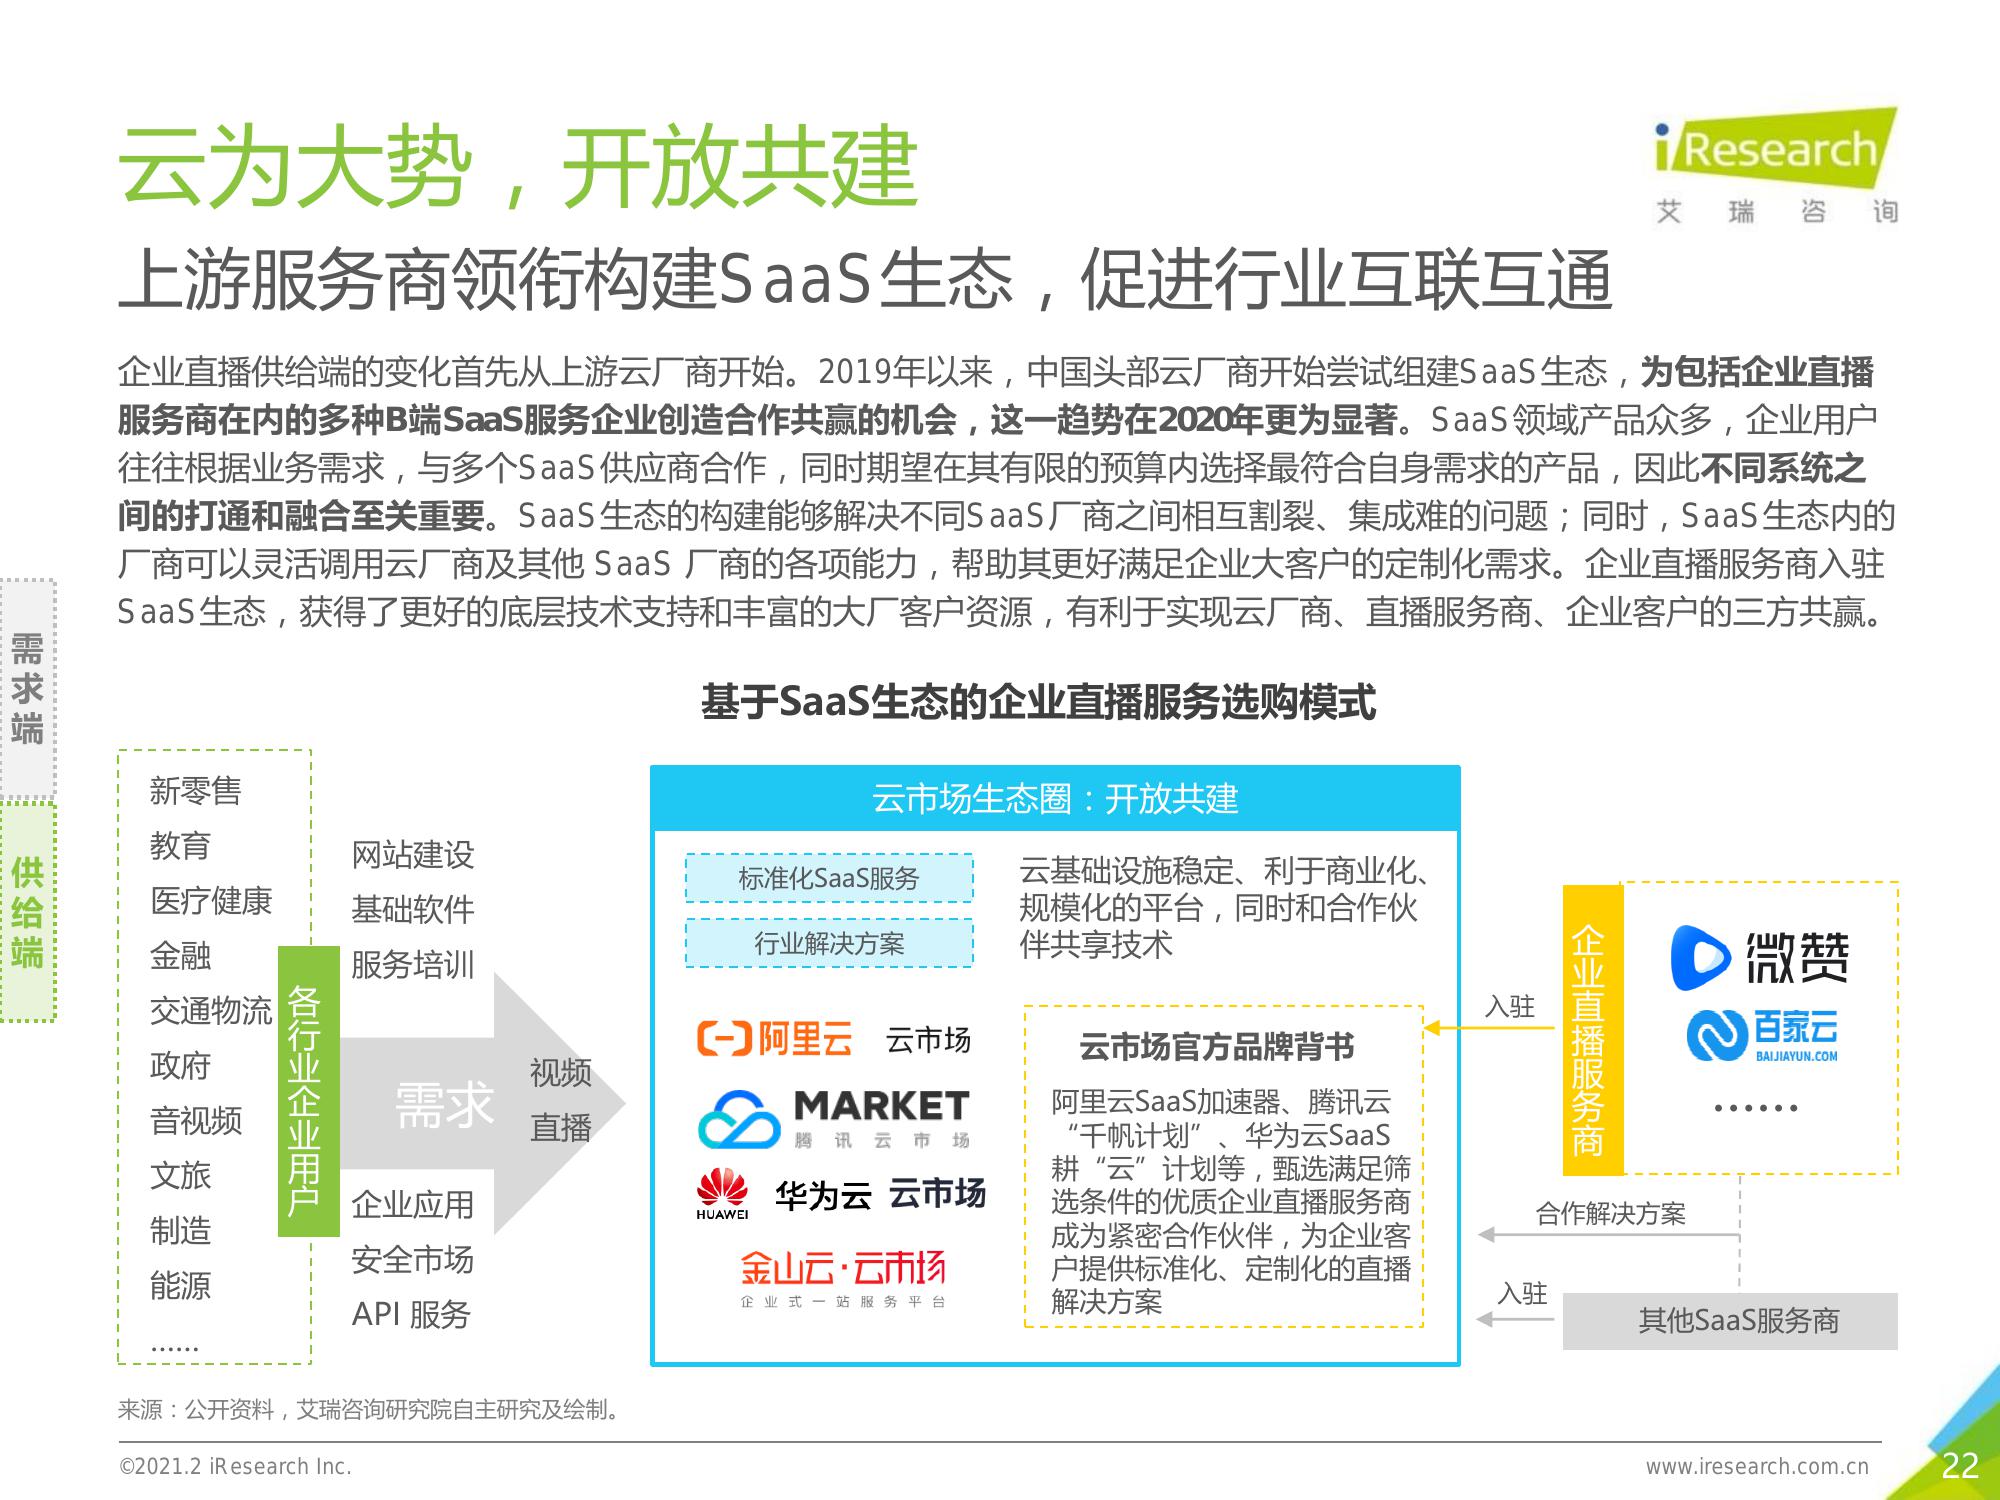 云为大势，开放共建
iResearch
艾瑞咨询
上游服务商领衔构建SaaS生态，促进行业互联互通
企业直播供给端的变化首先从上游云厂商开始。2019年以来，中国头部云厂商开始尝试组建SaaS生态，为包括企业直播
服务商在内的多种B端SaaS服务企业创造合作共赢的机会，这一趋势在2020年更为显著。SaaS领域产品众多，企业用户
往往根据业务需求，与多个SaaS供应商合作，同时期望在其有限的预算内选择最符合自身需求的产品，因此不同系统之
间的打通和融合至关重要。SaaS生态的构建能够解决不同SaaS厂商之间相互割裂、集成难的问题；同时，SaaS生态内的
厂商可以灵活调用云厂商及其他 SaaS 厂商的各项能力，帮助其更好满足企业大客户的定制化需求。企业直播服务商入驻
SaaS生态，获得了更好的底层技术支持和丰富的大厂客户资源，有利于实现云厂商、直播服务商、企业客户的三方共赢。
需求端
供给端
基于SaaS生态的企业直播服务选购模式
新零售
教育
医疗健康
金融
交通物流
政府
音视频
文旅
制造
能源
……
各行业企业用户
网站建设
基础软件
服务培训
需求
视频
直播
企业应用
安全市场
API 服务
云市场生态圈：开放共建
标准化SaaS服务
行业解决方案
云基础设施稳定、利于商业化、
规模化的平台，同时和合作伙
伴共享技术
阿里云 云市场
MARKET
腾讯云市场
HUAWEI
华为云 云市场
金山云·云市场
企业式一站服务平台
云市场官方品牌背书
阿里云SaaS加速器、腾讯云
“千帆计划”、华为云SaaS
耕“云”计划等，甄选满足筛
选条件的优质企业直播服务商
成为紧密合作伙伴，为企业客
户提供标准化、定制化的直播
解决方案
入驻
企业直播服务商
微赞
百家云
BAIJIAYUN.COM
……
合作解决方案
入驻
其他SaaS服务商
来源：公开资料，艾瑞咨询研究院自主研究及绘制。
©2021.2 iResearch Inc.
www.iresearch.com.cn
22